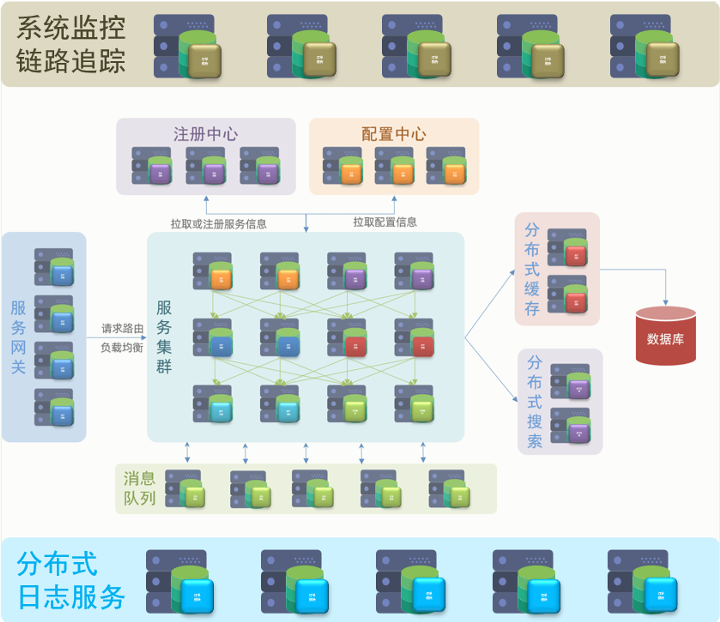 系统监控
链路追踪
注册中心
配置中心
拉取或注册服务信息
拉取配置信息
服务网关
请求路由
负载均衡
服务集群
分布式缓存
数据库
分布式搜索
消息
队列
分布式
日志服务